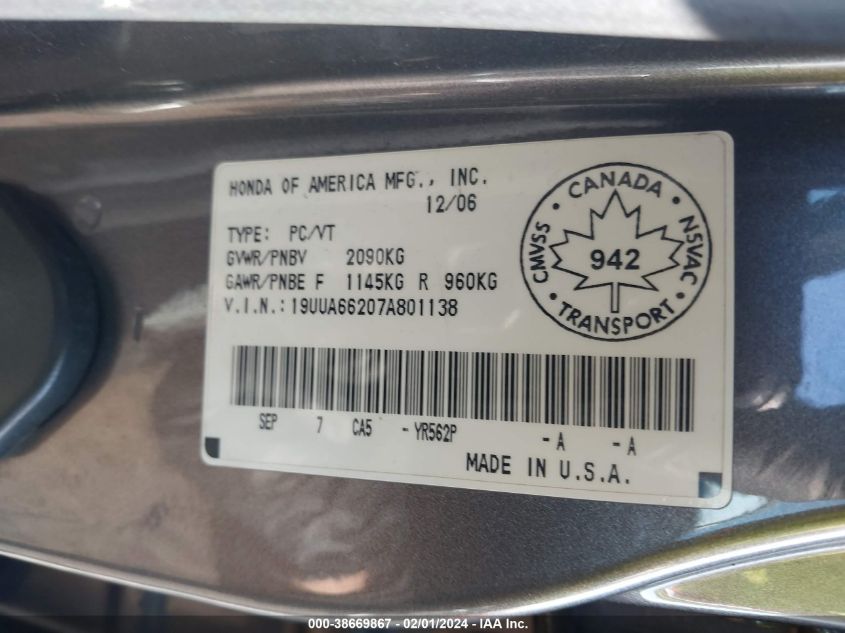 HONDA OF AMERICA MFG., INC.
12/06
TYPE: PC/VT
GVWR/PNBV 2090KG
GAWR/PNBE F 1145KG R 960KG
V.I.N.: 19UUA66207A801138
CANADA
CMVSS
NSVAC
942
TRANSPORT
SEP 7 CA5 -YR562P -A -A
MADE IN U.S.A.
000-38669867 - 02/01/2024 - IAA Inc.